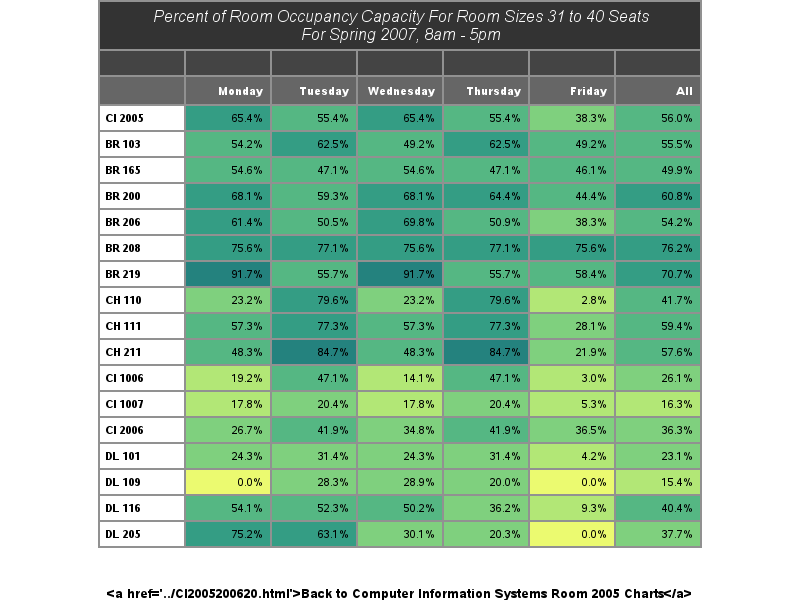 Percent of Room Occupancy Capacity For Room Sizes 31 to 40 Seats
For Spring 2007, 8am - 5pm
Monday Tuesday Wednesday Thursday Friday All
CI 2005 65.4% 55.4% 65.4% 55.4% 38.3% 56.0%
BR 103 54.2% 62.5% 49.2% 62.5% 49.2% 55.5%
BR 165 54.6% 47.1% 54.6% 47.1% 46.1% 49.9%
BR 200 68.1% 59.3% 68.1% 64.4% 44.4% 60.8%
BR 206 61.4% 50.5% 69.8% 50.9% 38.3% 54.2%
BR 208 75.6% 77.1% 75.6% 77.1% 75.6% 76.2%
BR 219 91.7% 55.7% 91.7% 55.7% 58.4% 70.7%
CH 110 23.2% 79.6% 23.2% 79.6% 2.8% 41.7%
CH 111 57.3% 77.3% 57.3% 77.3% 28.1% 59.4%
CH 211 48.3% 84.7% 48.3% 84.7% 21.9% 57.6%
CI 1006 19.2% 47.1% 14.1% 47.1% 3.0% 26.1%
CI 1007 17.8% 20.4% 17.8% 20.4% 5.3% 16.3%
CI 2006 26.7% 41.9% 34.8% 41.9% 36.5% 36.3%
DL 101 24.3% 31.4% 24.3% 31.4% 4.2% 23.1%
DL 109 0.0% 28.3% 28.9% 20.0% 0.0% 15.4%
DL 116 54.1% 52.3% 50.2% 36.2% 9.3% 40.4%
DL 205 75.2% 63.1% 30.1% 20.3% 0.0% 37.7%
<a href='../CI2005200620.html'>Back to Computer Information Systems Room 2005 Charts</a>